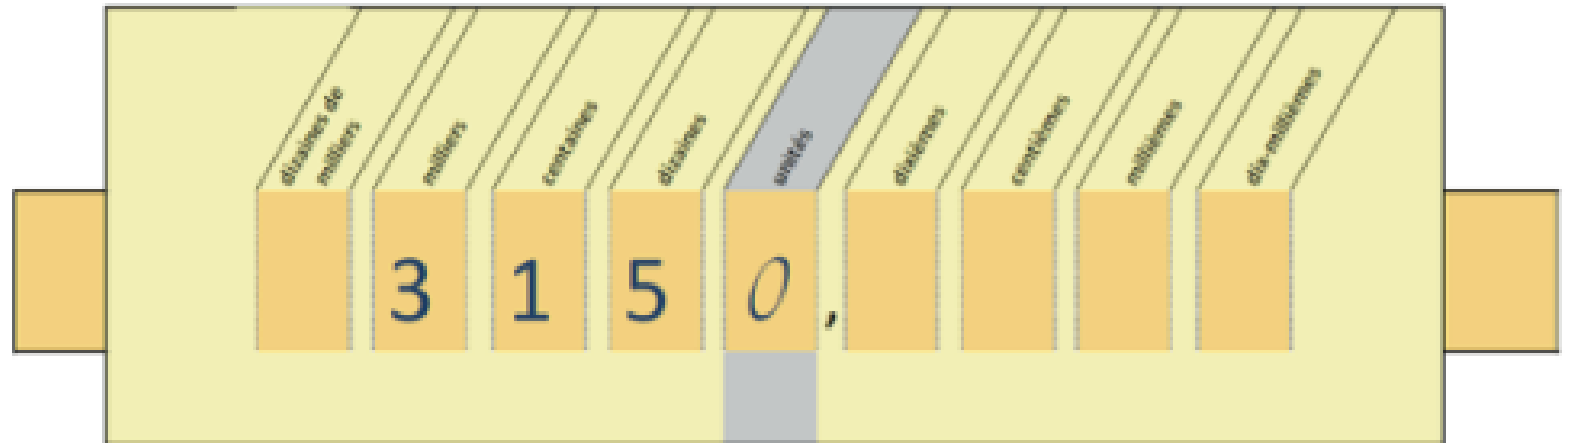 dizaines de
milliers
milliers
centaines
dizaines
unités
dixièmes
centièmes
millièmes
dix-millièmes
3 1 5 0 ,